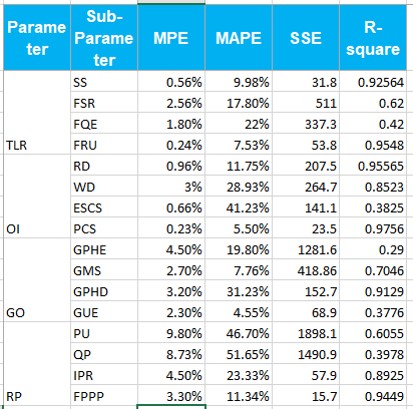 Parame
ter Sub-
Parame
ter MPE MAPE SSE R-
square
SS 0.56% 9.98% 31.8 0.92564
FSR 2.56% 17.80% 511 0.62
FQE 1.80% 22% 337.3 0.42
TLR FRU 0.24% 7.53% 53.8 0.9548
RD 0.96% 11.75% 207.5 0.95565
WD 3% 28.93% 264.7 0.8523
ESCS 0.66% 41.23% 141.1 0.3825
OI PCS 0.23% 5.50% 23.5 0.9756
GPHE 4.50% 19.80% 1281.6 0.29
GMS 2.70% 7.76% 418.86 0.7046
GPHD 3.20% 31.23% 152.7 0.9129
GO GUE 2.30% 4.55% 68.9 0.3776
PU 9.80% 46.70% 1898.1 0.6055
QP 8.73% 51.65% 1490.9 0.3978
IPR 4.50% 23.33% 57.9 0.8925
RP FPPP 3.30% 11.34% 15.7 0.9449